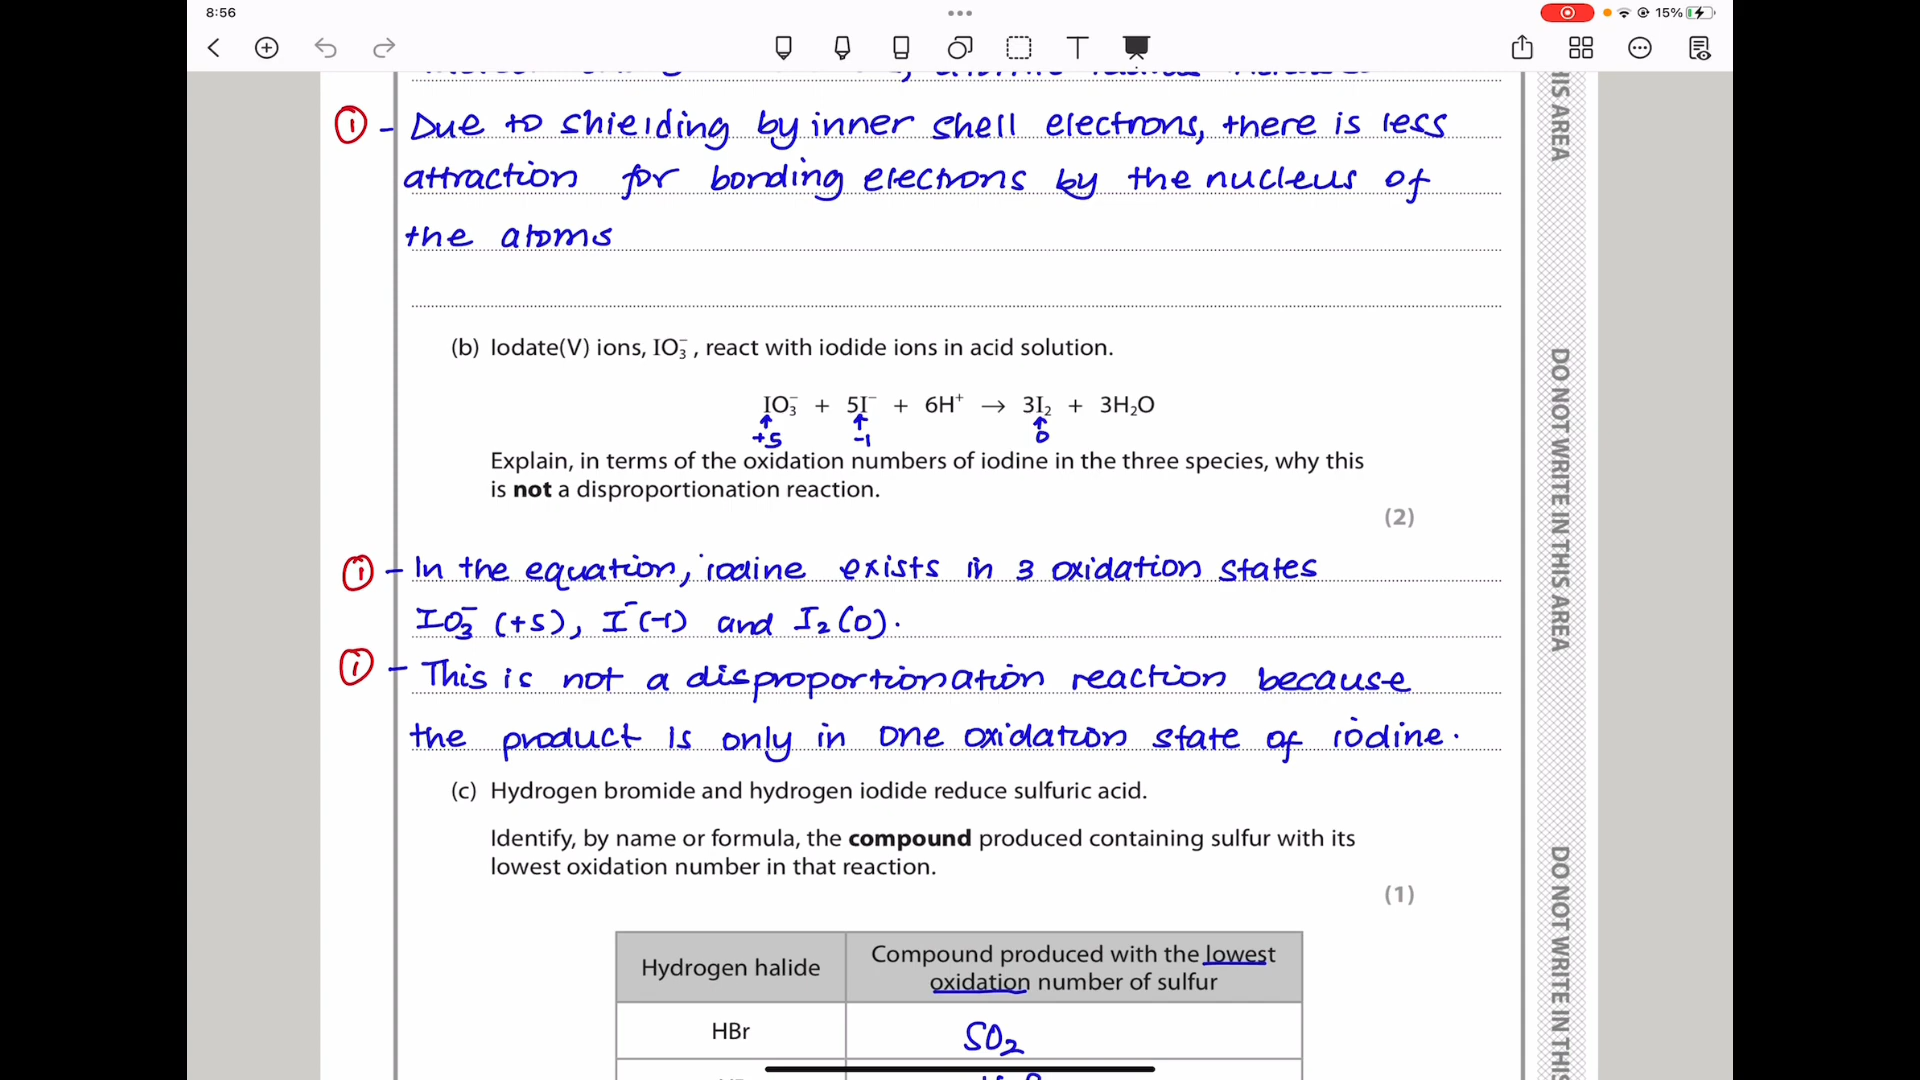 8:56
15%
① - Due to shielding by inner shell electrons, there is less
attraction for bonding electrons by the nucleus of
the atoms
(b) Iodate(V) ions, IO₃⁻ , react with iodide ions in acid solution.
IO₃⁻ + 5I⁻ + 6H⁺ → 3I₂ + 3H₂O
+5 -1 0
Explain, in terms of the oxidation numbers of iodine in the three species, why this
is not a disproportionation reaction.
(2)
① - In the equation, iodine exists in 3 oxidation states
IO₃⁻ (+5), I⁻(-1) and I₂(0).
① - This is not a disproportionation reaction because
the product is only in one oxidation state of iodine.
(c) Hydrogen bromide and hydrogen iodide reduce sulfuric acid.
Identify, by name or formula, the compound produced containing sulfur with its
lowest oxidation number in that reaction.
(1)
Hydrogen halide
Compound produced with the lowest
oxidation number of sulfur
HBr
SO₂
HIS AREA
DO NOT WRITE IN THIS AREA
DO NOT WRITE IN THIS